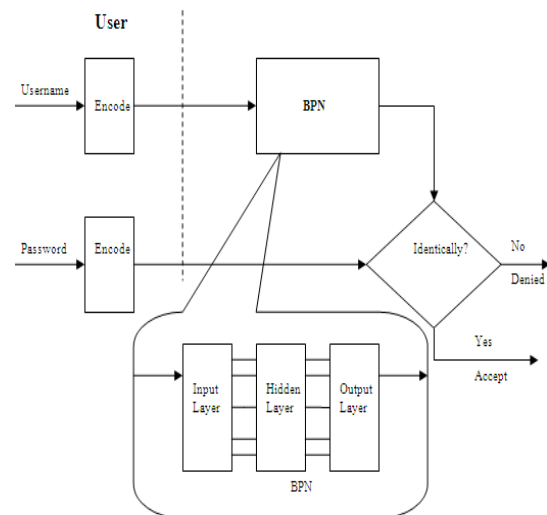 User
Username
Encode
BPN
Password
Encode
Identically?
No
Denied
Yes
Accept
Input
Layer
Hidden
Layer
Output
Layer
BPN